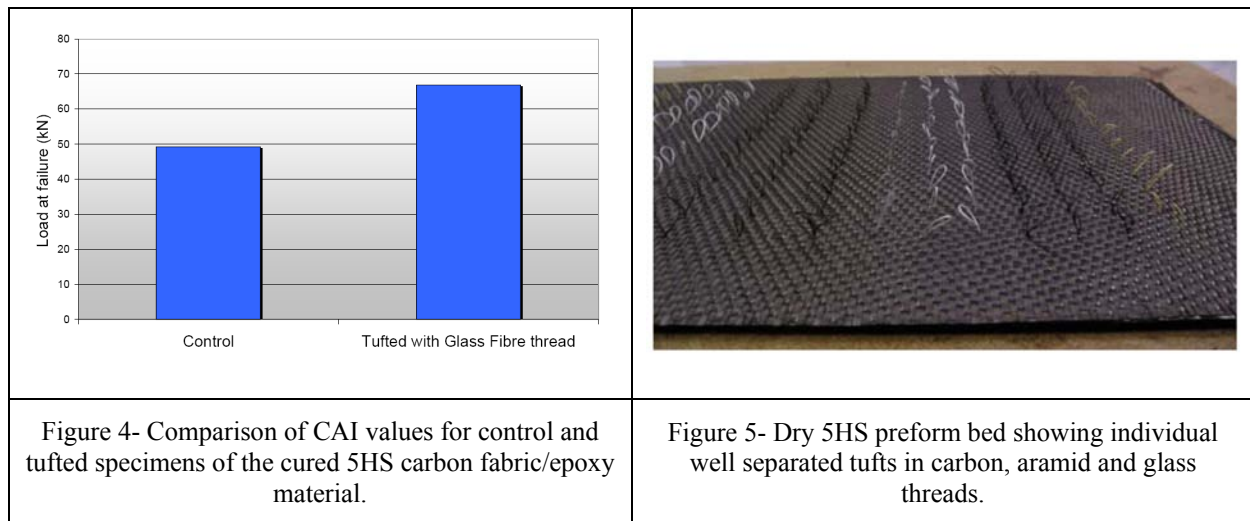 80
70
60
50
40
30
20
10
0
Load at failure (kN)
Control
Tufted with Glass Fibre thread
Figure 4- Comparison of CAI values for control and
tufted specimens of the cured 5HS carbon fabric/epoxy
material.
Figure 5- Dry 5HS preform bed showing individual
well separated tufts in carbon, aramid and glass
threads.